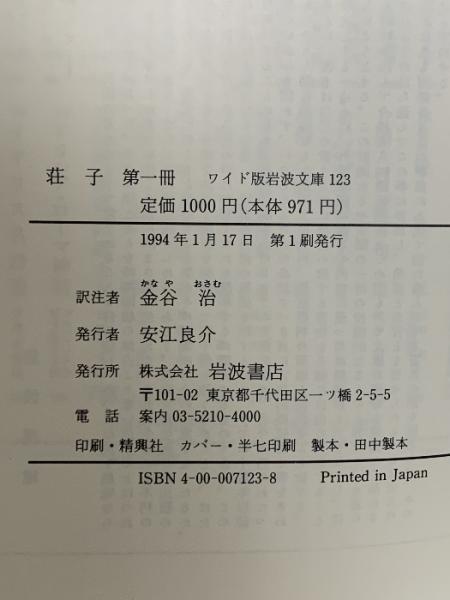 荘子 第一冊 ワイド版岩波文庫 123
定価 1000 円(本体 971 円)
1994 年 1 月 17 日 第 1 刷発行
かなや おさむ
訳注者 金谷 治
発行者 安江良介
発行所 株式会社 岩波書店
〒101-02 東京都千代田区一ツ橋 2-5-5
電話 案内 03-5210-4000
印刷・精興社 カバー・半七印刷 製本・田中製本
ISBN 4-00-007123-8 Printed in Japan